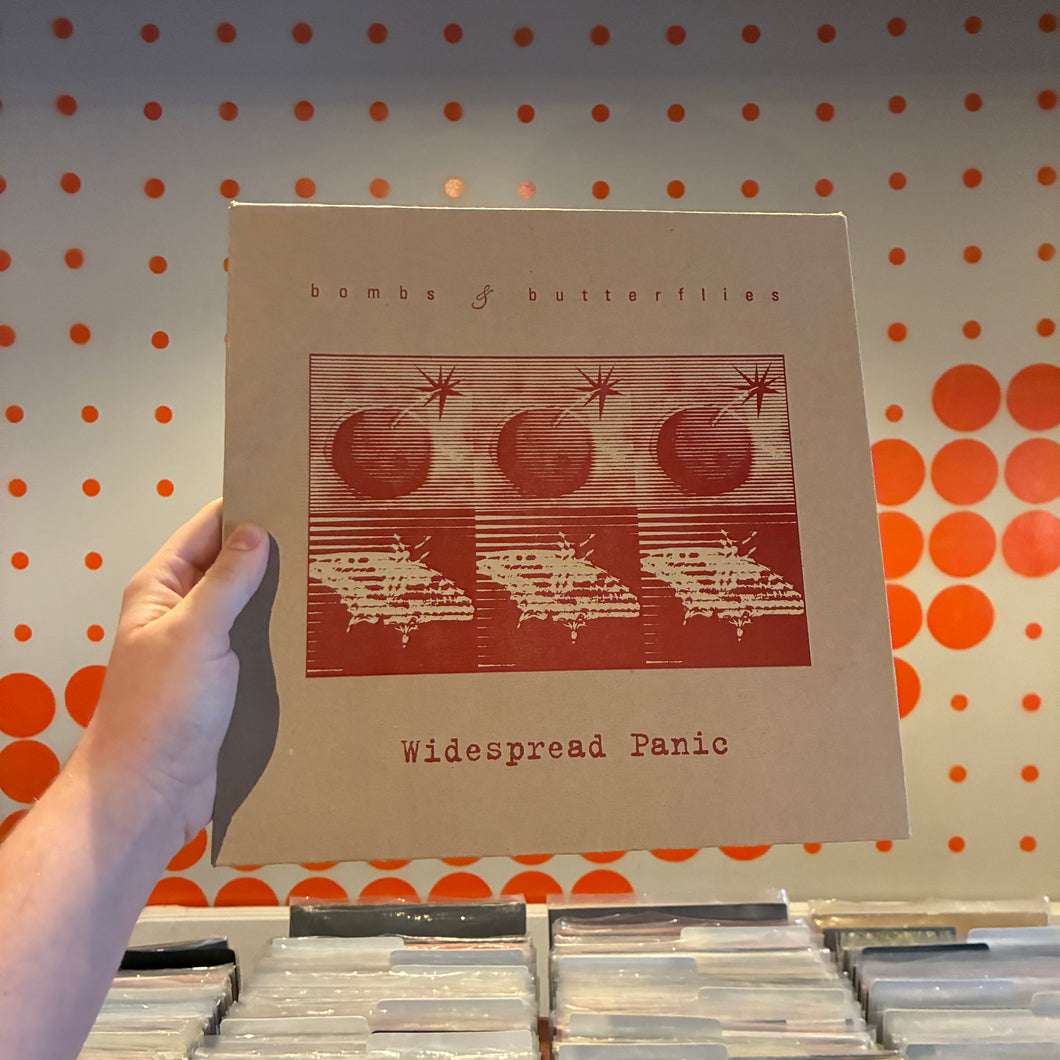 bombs & butterflies
Widespread Panic